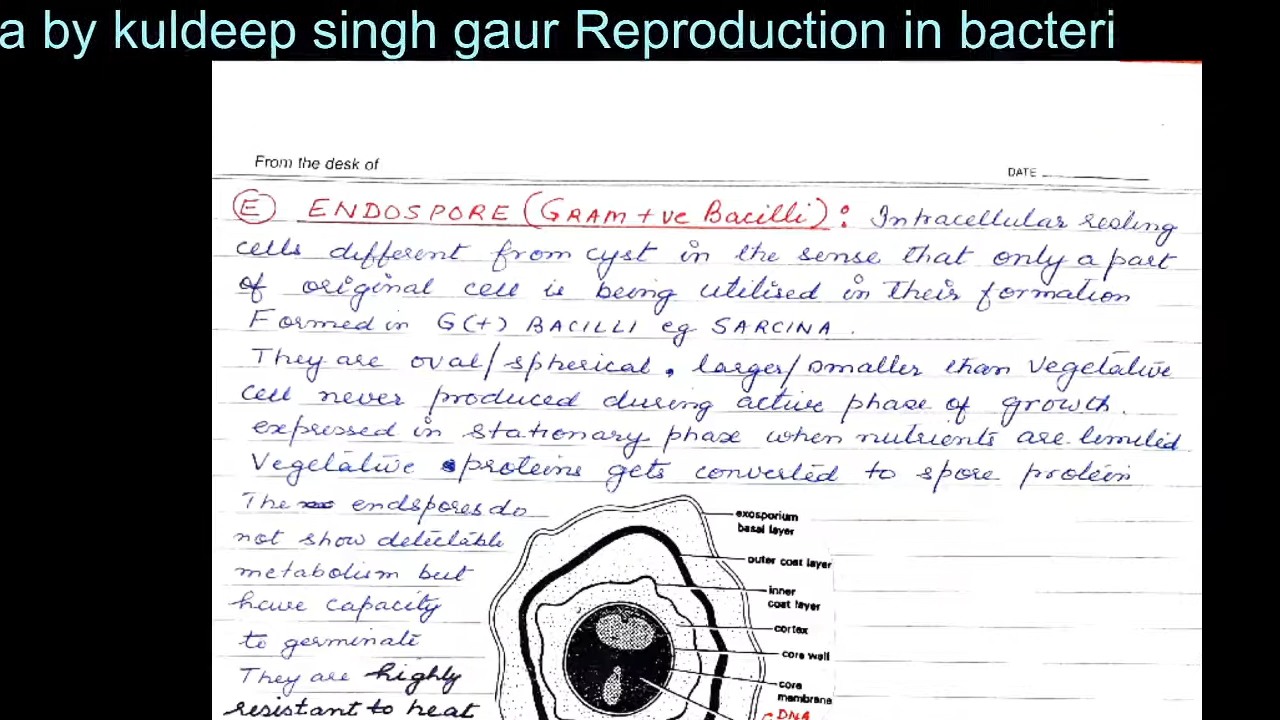 a by kuldeep singh gaur Reproduction in bacteri
From the desk of
DATE
E ENDOSPORE (GRAM +ve Bacilli) : Intracellular resting
cells different from cyst in the sense that only a part
of original cell is being utilised in their formation
Formed in G(+) BACILLI eg SARCINA.
They are oval/spherical. larger/smaller than vegetative
cell never produced during active phase of growth.
expressed in stationary phase when nutrients are limited
Vegetative proteins gets converted to spore protein
The endspores do
not show detectable
metabolism but
have capacity
to germinate
They are highly
resistant to heat
exosporium
basal layer
outer coat layer
inner
coat layer
cortex
core wall
core
membrane
DNA